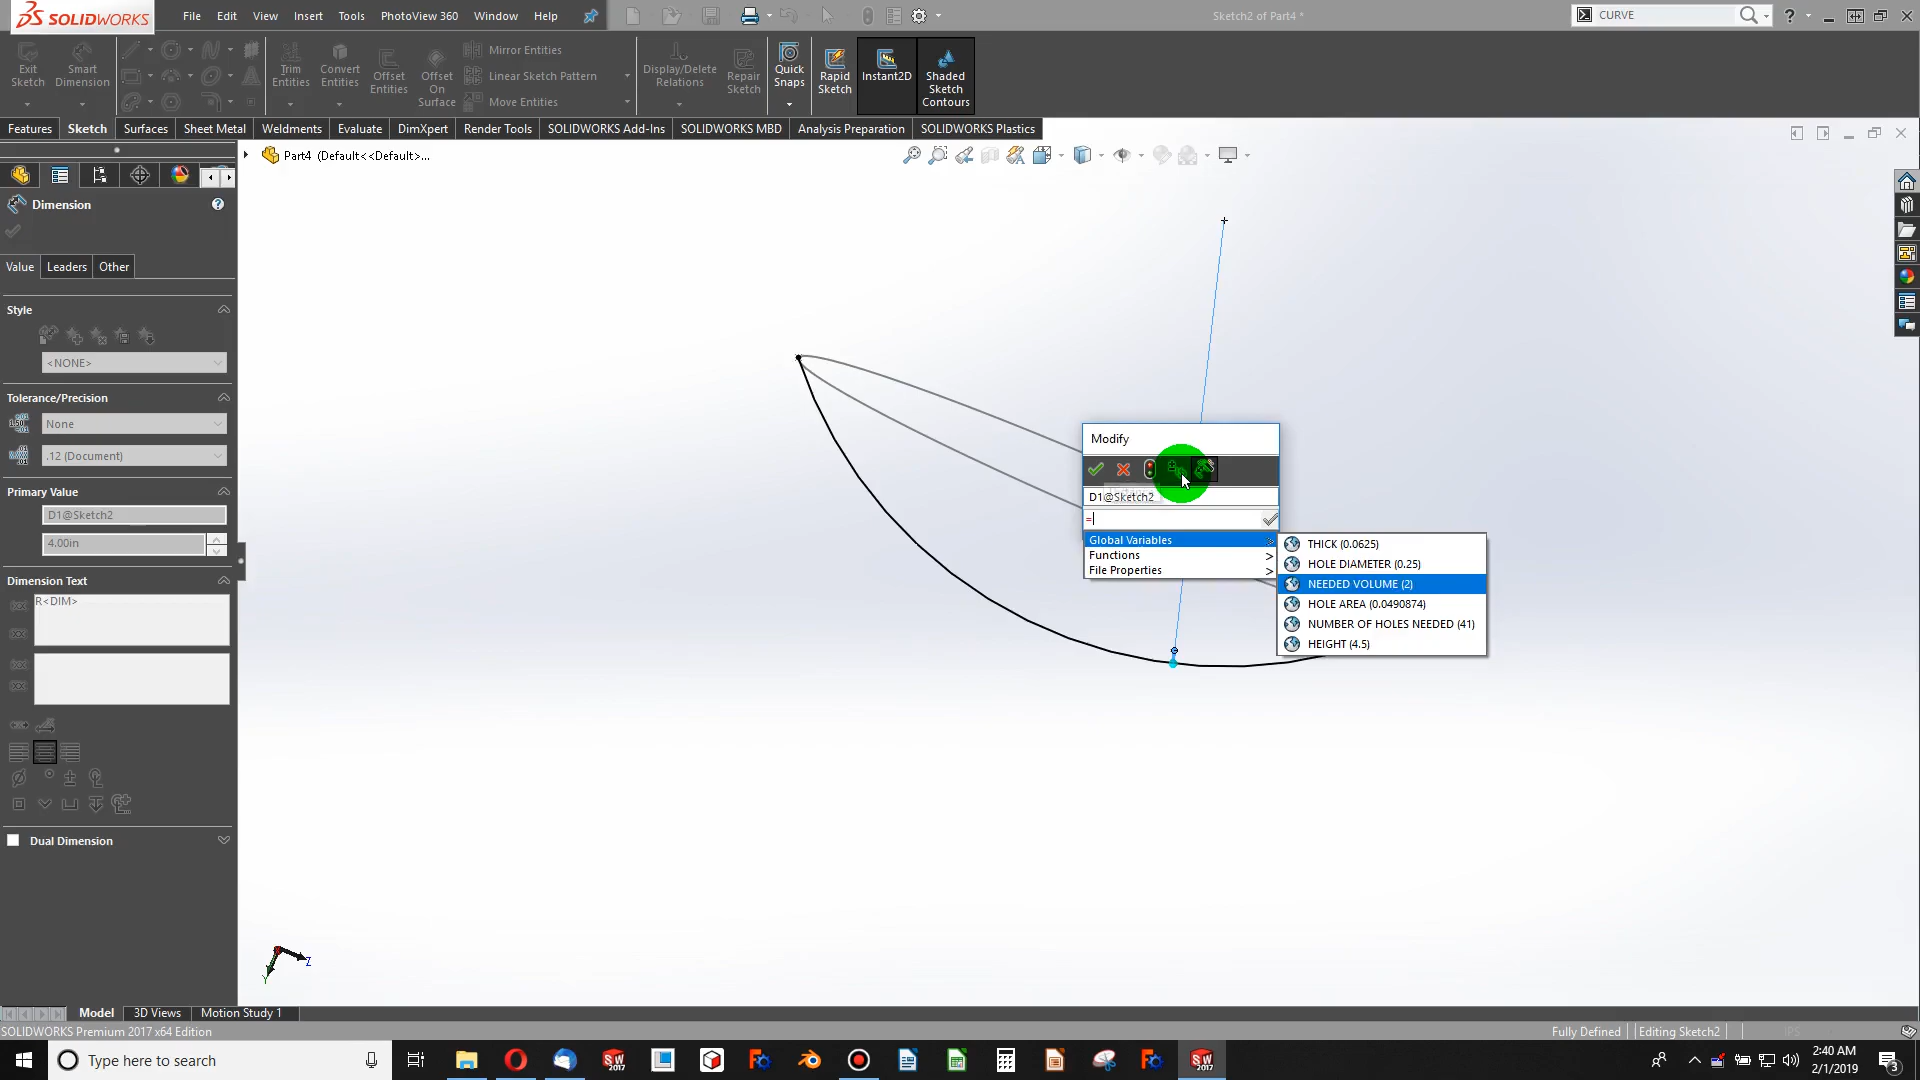 SOLIDWORKS
File
Edit
View
Insert
Tools
PhotoView 360
Window
Help
Sketch2 of Part4 *
CURVE
?
Exit Sketch
Smart Dimension
Trim Entities
Convert Entities
Offset Entities
Offset On Surface
Mirror Entities
Linear Sketch Pattern
Move Entities
Display/Delete Relations
Repair Sketch
Quick Snaps
Rapid Sketch
Instant2D
Shaded Sketch Contours
Features
Sketch
Surfaces
Sheet Metal
Weldments
Evaluate
DimXpert
Render Tools
SOLIDWORKS Add-Ins
SOLIDWORKS MBD
Analysis Preparation
SOLIDWORKS Plastics
Part4 (Default<<Default>...
Dimension
Value
Leaders
Other
Style
<NONE>
Tolerance/Precision
None
.12 (Document)
Primary Value
D1@Sketch2
4.00in
Dimension Text
R<DIM>
Dual Dimension
Modify
D1@Sketch2
=
Global Variables >
Functions >
File Properties >
THICK (0.0625)
HOLE DIAMETER (0.25)
NEEDED VOLUME (2)
HOLE AREA (0.0490874)
NUMBER OF HOLES NEEDED (41)
HEIGHT (4.5)
Y
Z
Model
3D Views
Motion Study 1
SOLIDWORKS Premium 2017 x64 Edition
Fully Defined
Editing Sketch2
IPS
Type here to search
SW 2017
SW 2017
2:40 AM
2/1/2019
3